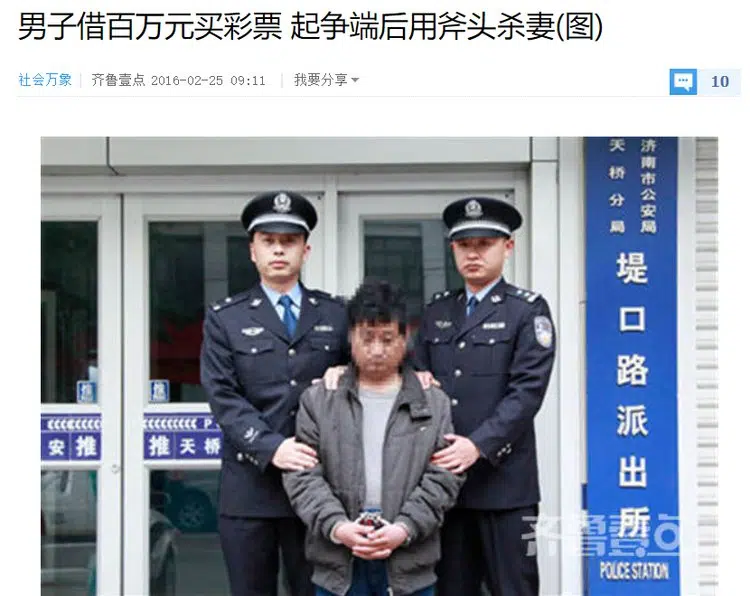 男子借百万元买彩票 起争端后用斧头杀妻(图)
社会万象 | 齐鲁壹点 2016-02-25 09:11 | 我要分享
10
济南市公安局
天桥分局
堤口路派出所
POLICE STATION
推
推
安 推
推 天桥
齐鲁壹点